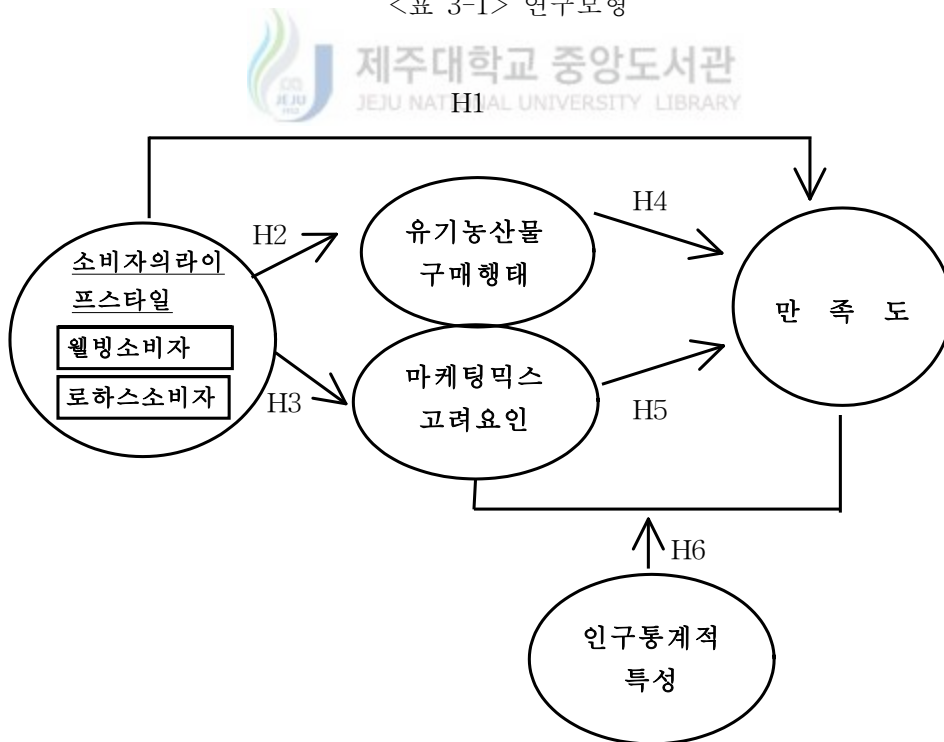 <표 3-1> 연구모형
제주대학교 중앙도서관
JEJU NATIONAL UNIVERSITY LIBRARY
JEJU
H1
H2
유기농산물
구매행태
H4
소비자의라이
프스타일
웰빙소비자
로하스소비자
만 족 도
H3
마케팅믹스
고려요인
H5
H6
인구통계적
특성